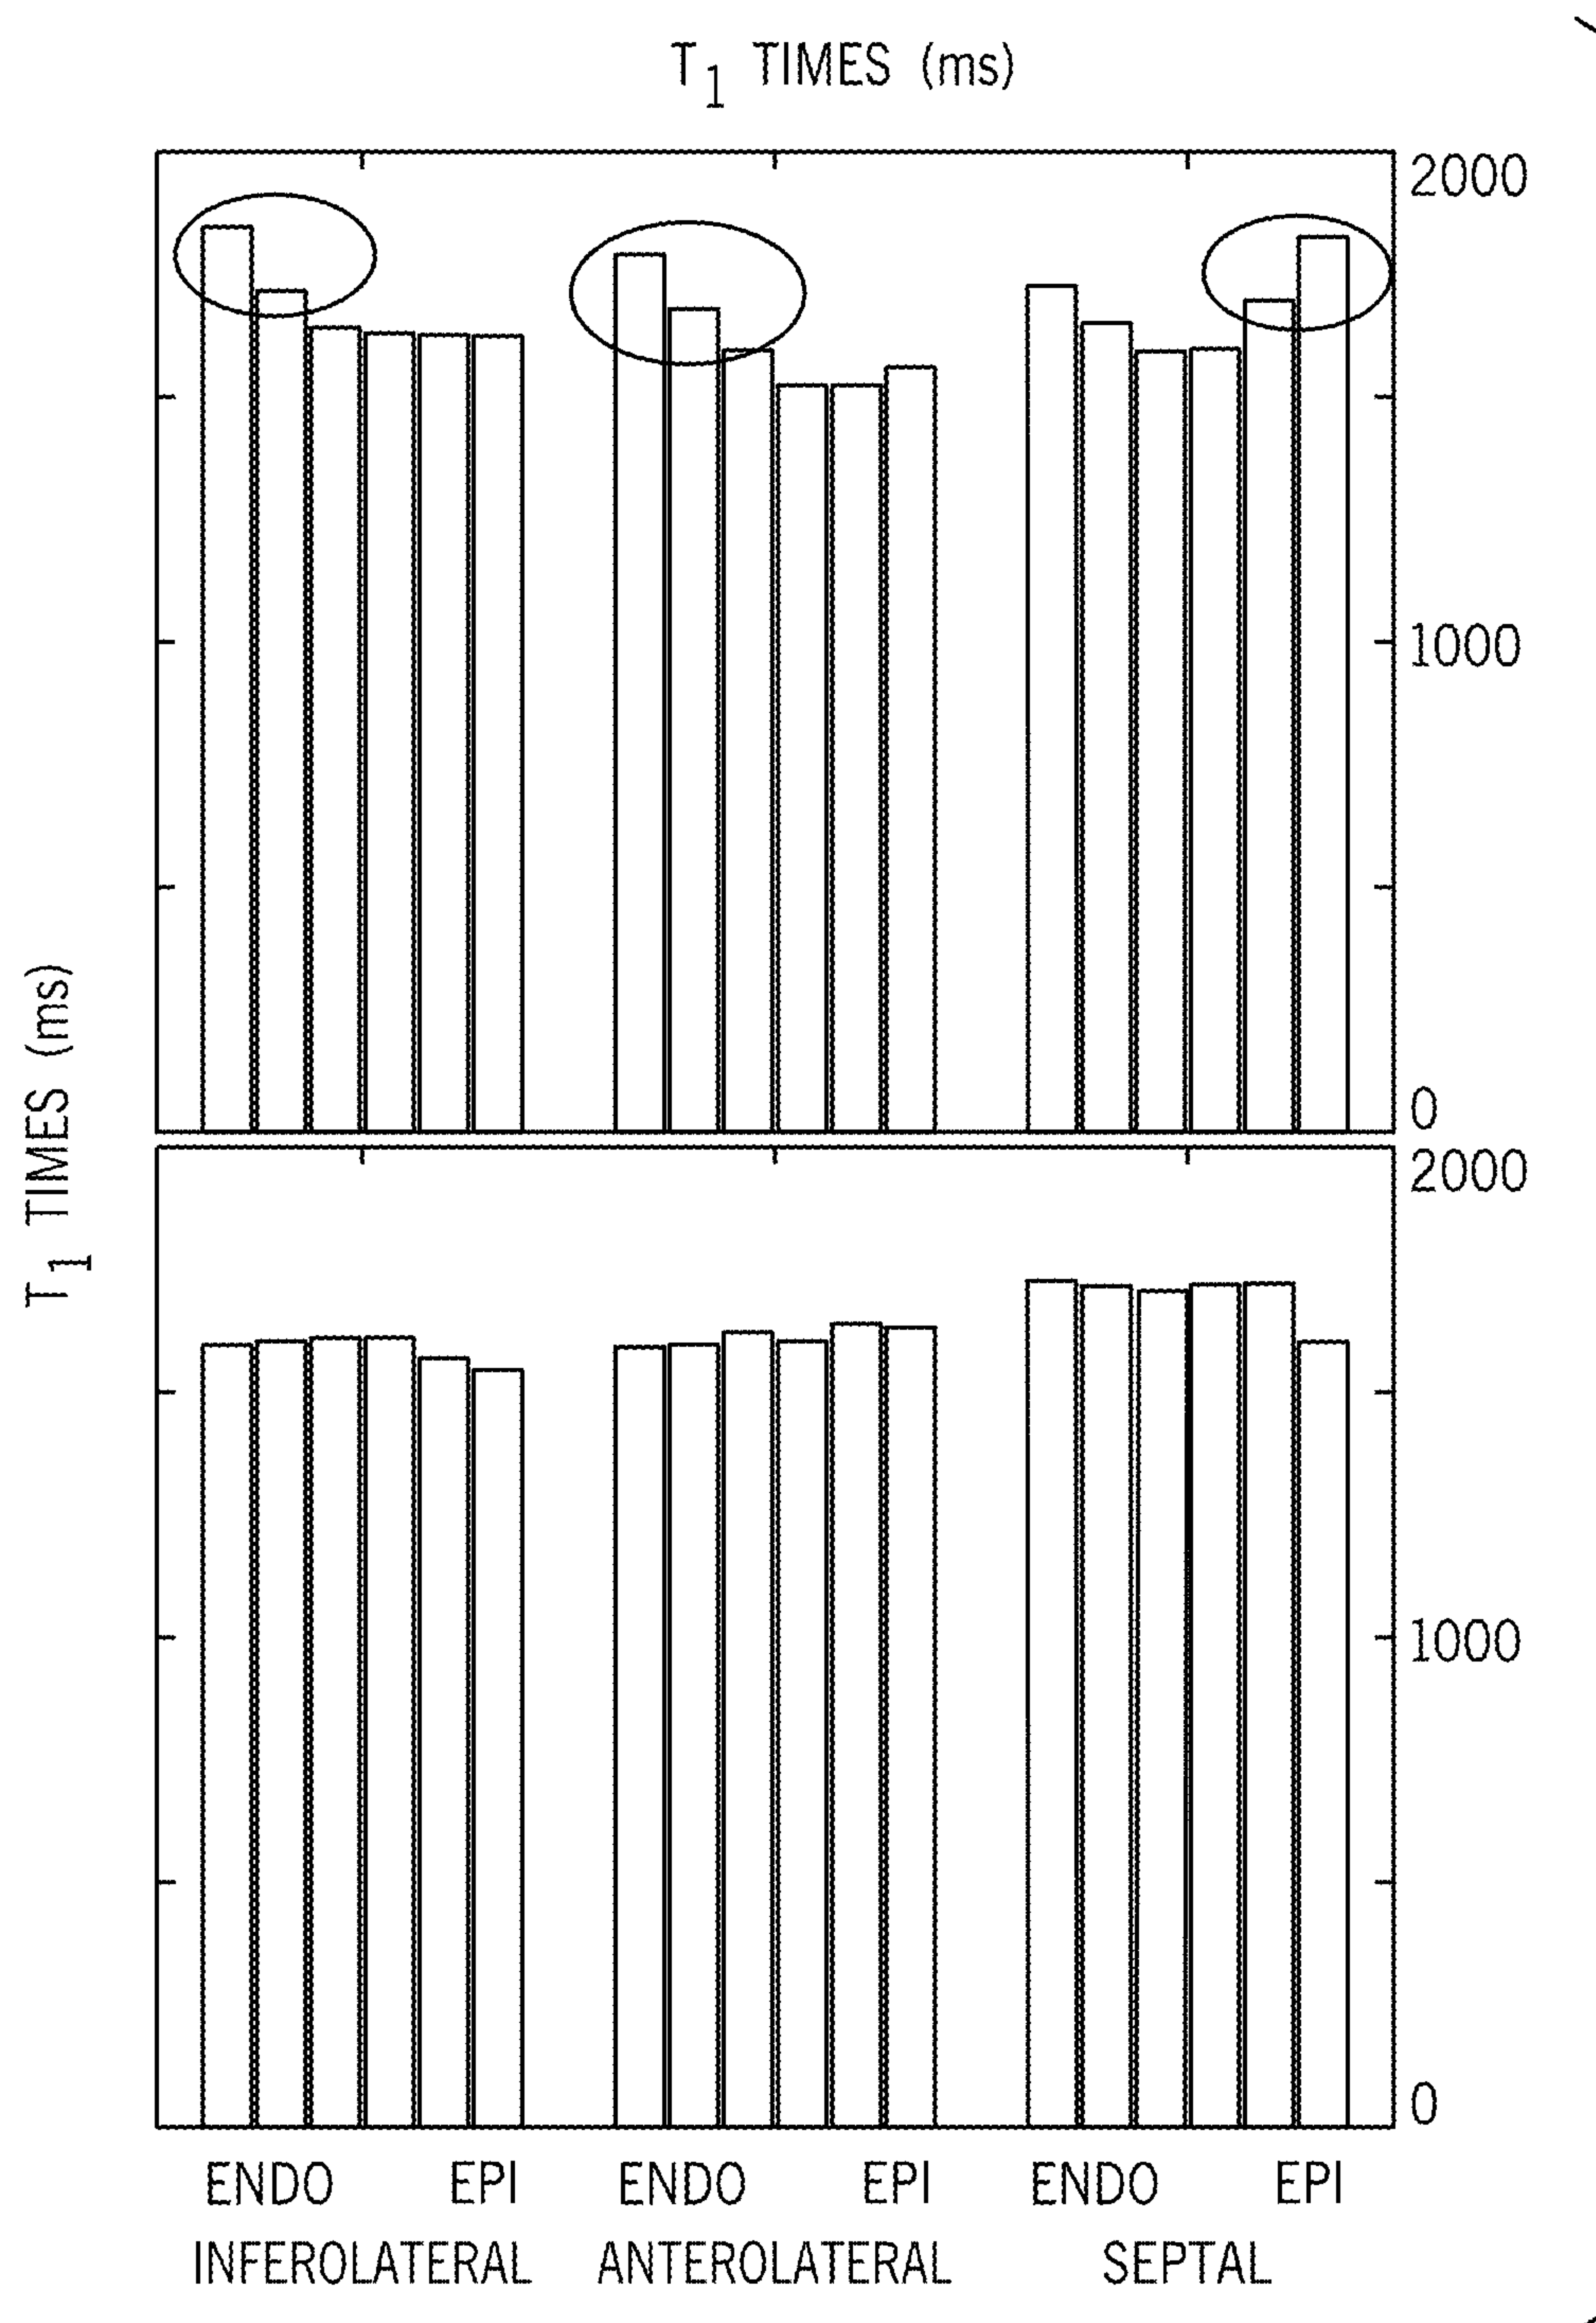 T1 TIMES (ms)
2000
1000
0
T1 TIMES (ms)
2000
1000
0
ENDO EPI ENDO EPI ENDO EPI
INFEROLATERAL ANTEROLATERAL SEPTAL